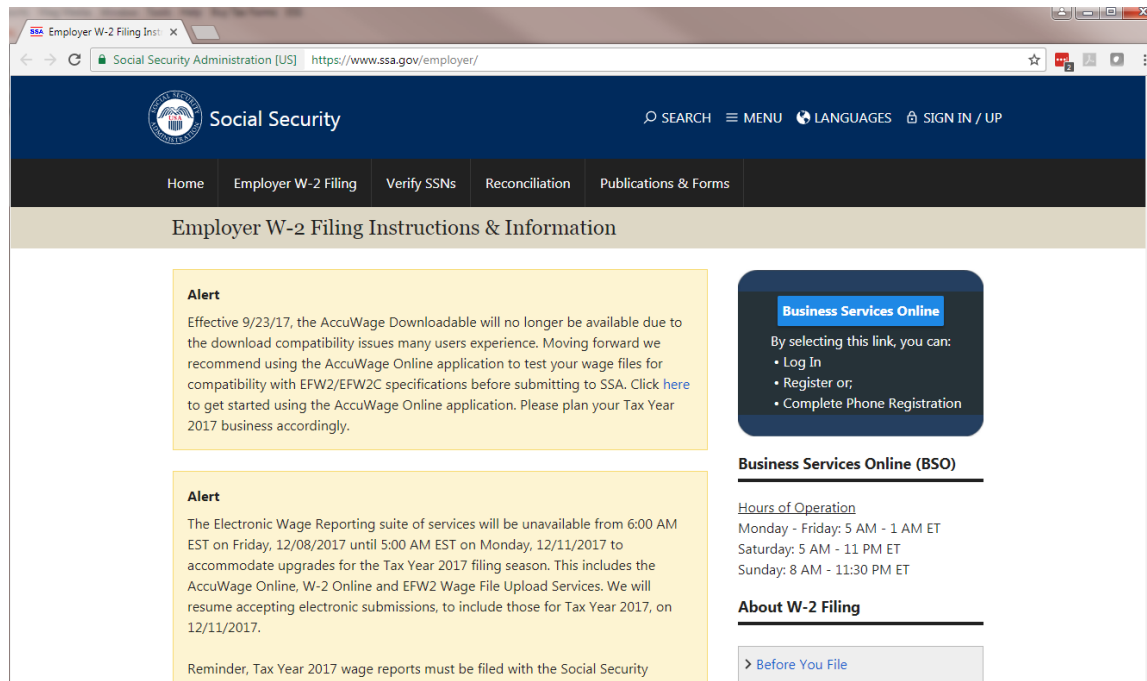 Employer W-2 Filing Inst
Social Security Administration [US] https://www.ssa.gov/employer/
2
Social Security
SEARCH MENU LANGUAGES SIGN IN / UP
Home Employer W-2 Filing Verify SSNs Reconciliation Publications & Forms
Employer W-2 Filing Instructions & Information
Alert
Effective 9/23/17, the AccuWage Downloadable will no longer be available due to
the download compatibility issues many users experience. Moving forward we
recommend using the AccuWage Online application to test your wage files for
compatibility with EFW2/EFW2C specifications before submitting to SSA. Click here
to get started using the AccuWage Online application. Please plan your Tax Year
2017 business accordingly.
Alert
The Electronic Wage Reporting suite of services will be unavailable from 6:00 AM
EST on Friday, 12/08/2017 until 5:00 AM EST on Monday, 12/11/2017 to
accommodate upgrades for the Tax Year 2017 filing season. This includes the
AccuWage Online, W-2 Online and EFW2 Wage File Upload Services. We will
resume accepting electronic submissions, to include those for Tax Year 2017, on
12/11/2017.
Reminder, Tax Year 2017 wage reports must be filed with the Social Security
Business Services Online
By selecting this link, you can:
• Log In
• Register or;
• Complete Phone Registration
Business Services Online (BSO)
Hours of Operation
Monday - Friday: 5 AM - 1 AM ET
Saturday: 5 AM - 11 PM ET
Sunday: 8 AM - 11:30 PM ET
About W-2 Filing
Before You File